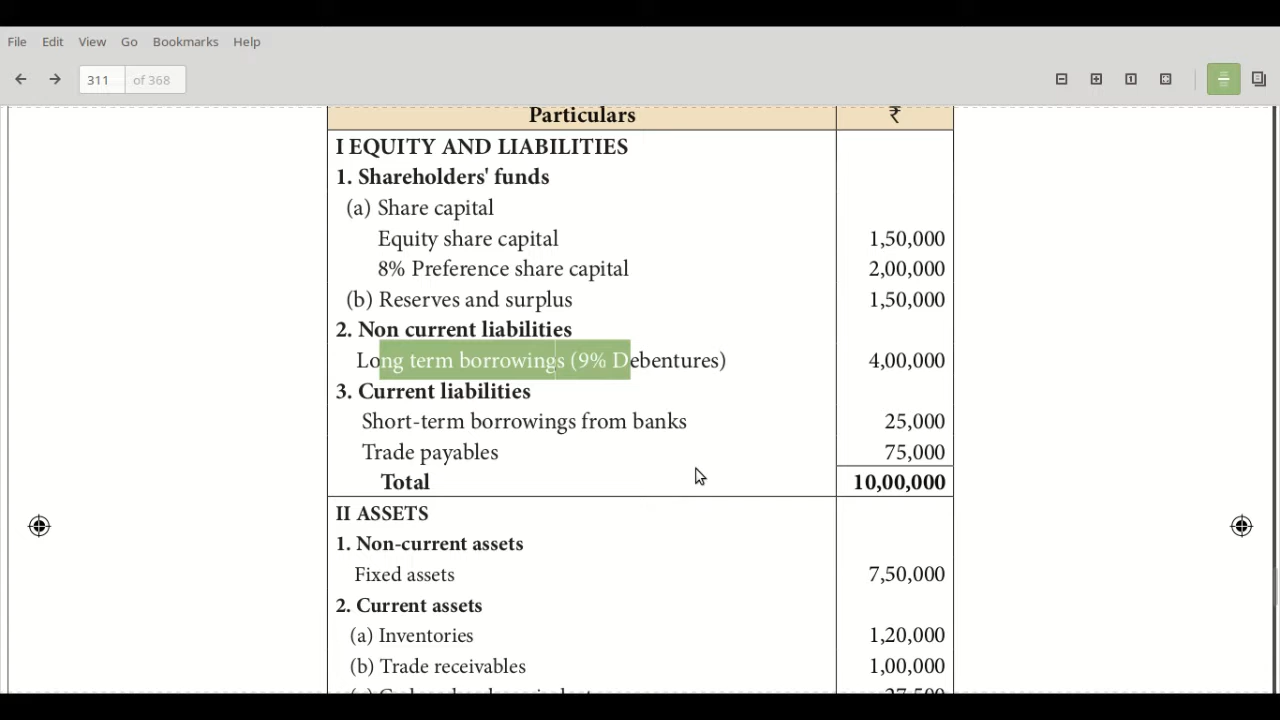 File Edit View Go Bookmarks Help
311 of 368
Particulars ₹
I EQUITY AND LIABILITIES
1. Shareholders' funds
(a) Share capital
Equity share capital 1,50,000
8% Preference share capital 2,00,000
(b) Reserves and surplus 1,50,000
2. Non current liabilities
Long term borrowings (9% Debentures) 4,00,000
3. Current liabilities
Short-term borrowings from banks 25,000
Trade payables 75,000
Total 10,00,000
II ASSETS
1. Non-current assets
Fixed assets 7,50,000
2. Current assets
(a) Inventories 1,20,000
(b) Trade receivables 1,00,000